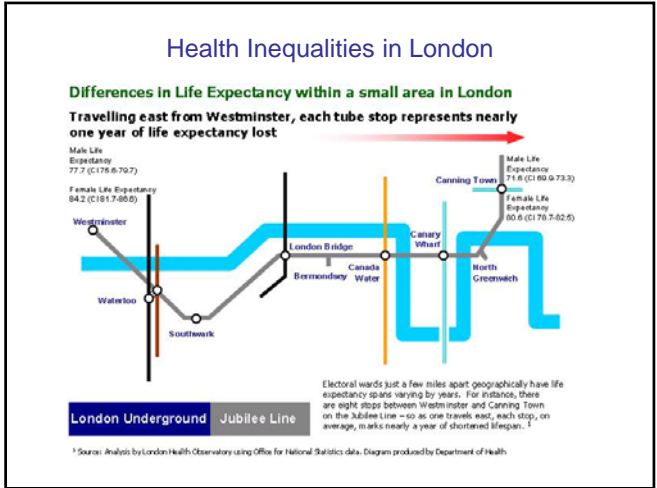 Health Inequalities in London
Differences in Life Expectancy within a small area in London
Travelling east from Westminster, each tube stop represents nearly
one year of life expectancy lost
Male Life
Expectancy
77.7 (CI 75.6-79.7)
Female Life Expectancy
84.2 (CI 81.7-86.6)
Male Life
Expectancy
71.6 (CI 69.9-73.3)
Female Life
Expectancy
80.6 (CI 78.7-82.5)
Canning Town
Westminster
London Bridge
Canary
Wharf
Bermondsey
Canada
Water
North
Greenwich
Waterloo
Southwark
Electoral wards just a few miles apart geographically have life
expectancy spans varying by years. For instance, there
are eight stops between Westminster and Canning Town
on the Jubilee Line – so as one travels east, each stop, on
average, marks nearly a year of shortened lifespan. 1
London Underground
Jubilee Line
1 Source: Analysis by London Health Observatory using Office for National Statistics data. Diagram produced by Department of Health